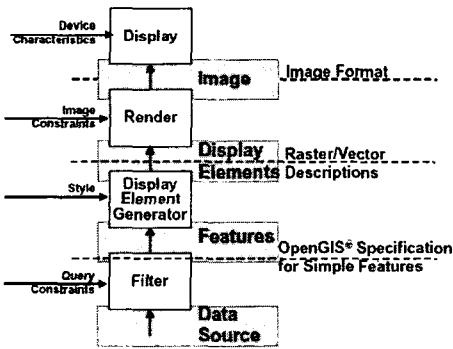 Device
Characteristics
Display
Image
Image Format
Image
Constraints
Render
Display
Elements
Raster/Vector
Descriptions
Style
Display
Element
Generator
Features
OpenGIS® Specification
for Simple Features
Query
Constraints
Filter
Data
Source